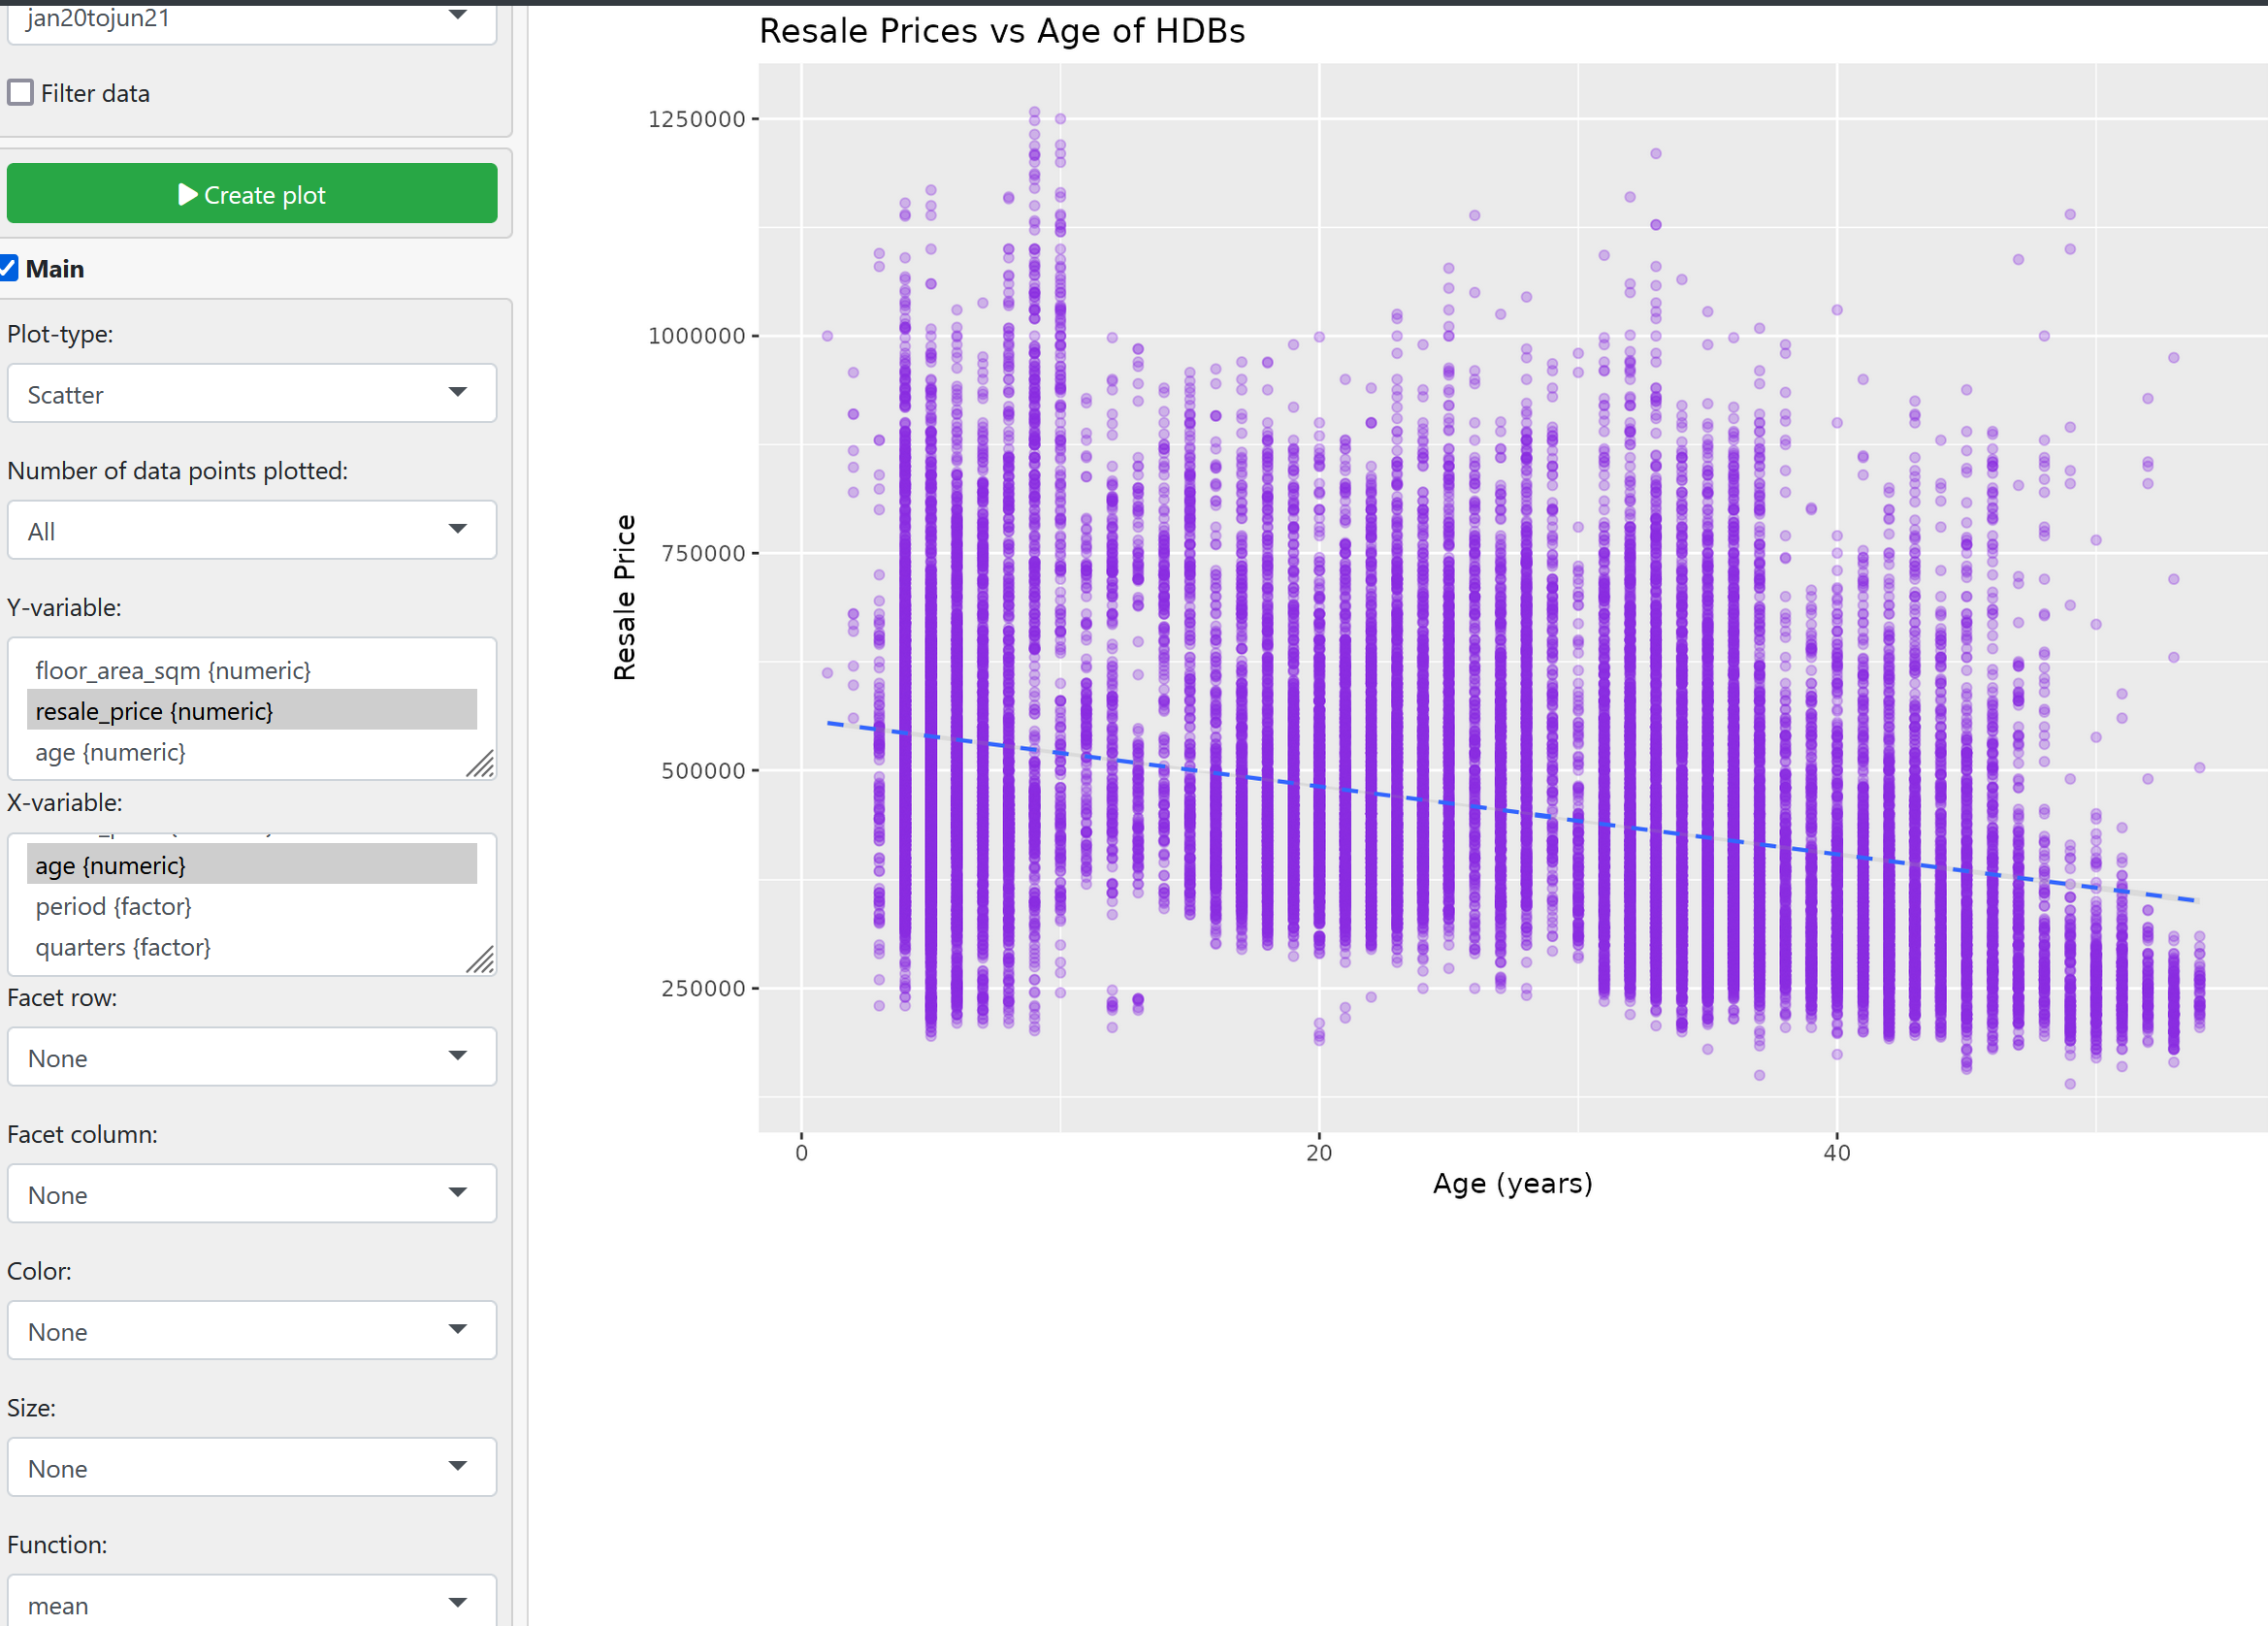 jan20tojun21
Filter data
Create plot
Main
Plot-type:
Scatter
Number of data points plotted:
All
Y-variable:
floor_area_sqm {numeric}
resale_price {numeric}
age {numeric}
X-variable:
age {numeric}
period {factor}
quarters {factor}
Facet row:
None
Facet column:
None
Color:
None
Size:
None
Function:
mean
Resale Prices vs Age of HDBs
Resale Price
1250000
1000000
750000
500000
250000
0
20
40
Age (years)